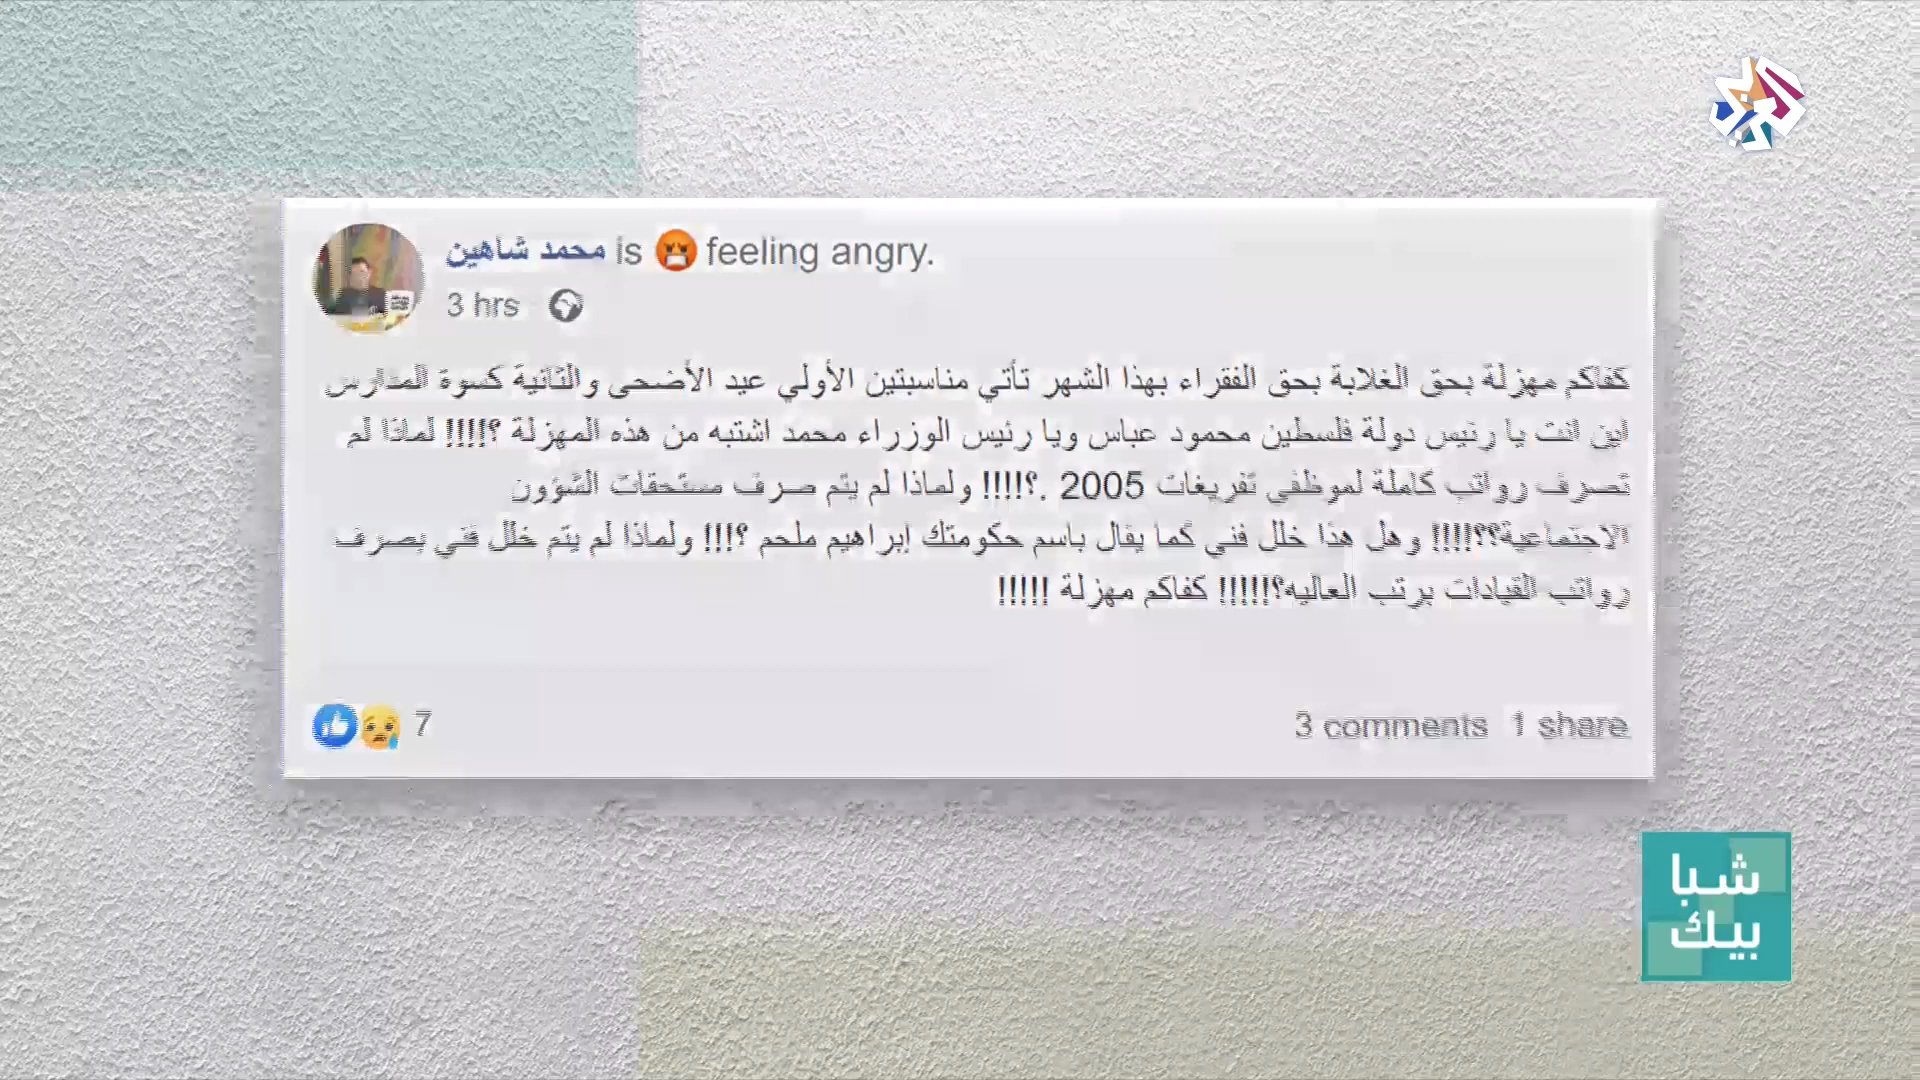 محمد شاهين is feeling angry.
3 hrs
كفاكم مهزلة بحق الغلابة بحق الفقراء بهذا الشهر تأتي مناسبتين الأولي عيد الأضحى والثانية كسوة المدارس
اين انت يا رئيس دولة فلسطين محمود عباس ويا رئيس الوزراء محمد اشتيه من هذه المهزلة ؟!!!! لماذا لم
تصرف رواتب كاملة لموظفي تفريغات 2005 .؟!!!! ولماذا لم يتم صرف مستحقات الشؤون
الاجتماعية؟؟!!!! وهل هذا خلل فني كما يقال باسم حكومتك إبراهيم ملحم ؟!!! ولماذا لم يتم خلل فني بصرف
رواتب القيادات برتب العاليه؟!!!!! كفاكم مهزلة !!!!!
7
3 comments 1 share
شبا
بيك